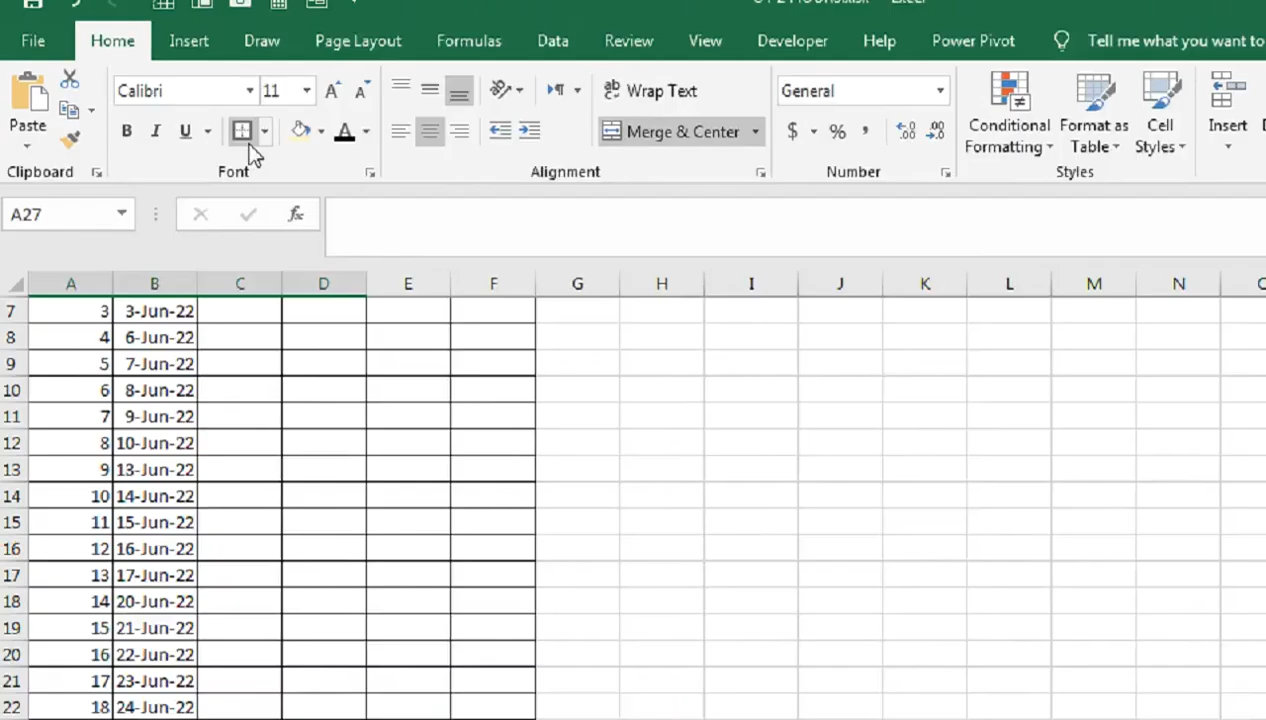 File Home Insert Draw Page Layout Formulas Data Review View Developer Help Power Pivot Tell me what you want to
Calibri 11 Wrap Text General
Paste B I U Merge & Center $ % , Conditional Formatting Format as Table Cell Styles Insert
Clipboard Font Alignment Number Styles
A27 fx
A B C D E F G H I J K L M N
7 3 3-Jun-22
8 4 6-Jun-22
9 5 7-Jun-22
10 6 8-Jun-22
11 7 9-Jun-22
12 8 10-Jun-22
13 9 13-Jun-22
14 10 14-Jun-22
15 11 15-Jun-22
16 12 16-Jun-22
17 13 17-Jun-22
18 14 20-Jun-22
19 15 21-Jun-22
20 16 22-Jun-22
21 17 23-Jun-22
22 18 24-Jun-22